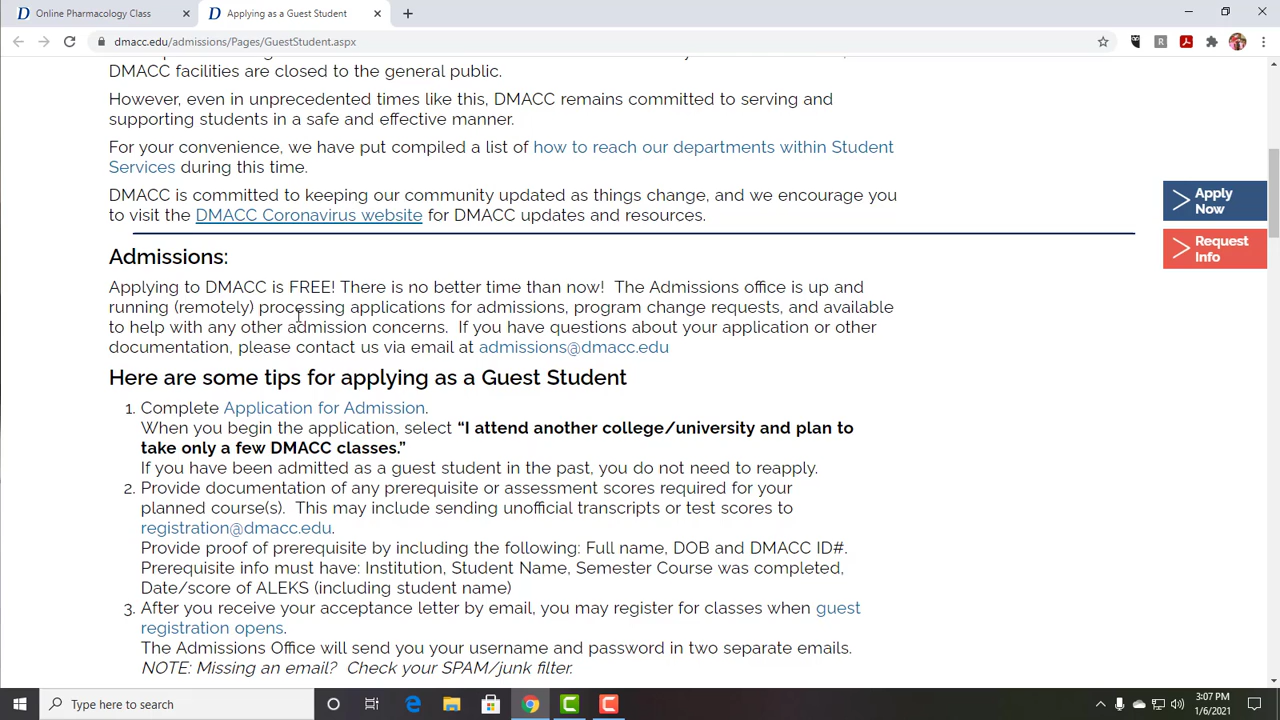 Online Pharmacology Class
Applying as a Guest Student
dmacc.edu/admissions/Pages/GuestStudent.aspx
DMACC facilities are closed to the general public.
However, even in unprecedented times like this, DMACC remains committed to serving and
supporting students in a safe and effective manner.
For your convenience, we have put compiled a list of how to reach our departments within Student
Services during this time.
DMACC is committed to keeping our community updated as things change, and we encourage you
to visit the DMACC Coronavirus website for DMACC updates and resources.
Apply
Now
Request
Info
Admissions:
Applying to DMACC is FREE! There is no better time than now! The Admissions office is up and
running (remotely) processing applications for admissions, program change requests, and available
to help with any other admission concerns. If you have questions about your application or other
documentation, please contact us via email at admissions@dmacc.edu
Here are some tips for applying as a Guest Student
1. Complete Application for Admission.
When you begin the application, select “I attend another college/university and plan to
take only a few DMACC classes.”
If you have been admitted as a guest student in the past, you do not need to reapply.
2. Provide documentation of any prerequisite or assessment scores required for your
planned course(s). This may include sending unofficial transcripts or test scores to
registration@dmacc.edu.
Provide proof of prerequisite by including the following: Full name, DOB and DMACC ID#.
Prerequisite info must have: Institution, Student Name, Semester Course was completed,
Date/score of ALEKS (including student name)
3. After you receive your acceptance letter by email, you may register for classes when guest
registration opens.
The Admissions Office will send you your username and password in two separate emails.
NOTE: Missing an email? Check your SPAM/junk filter.
Type here to search
3:07 PM
1/6/2021